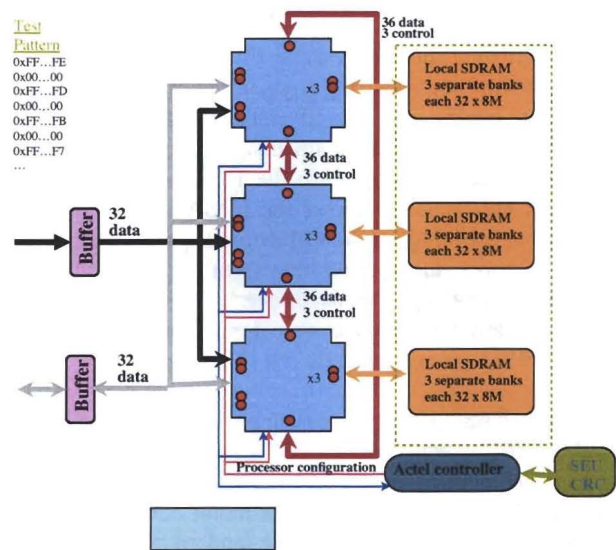 Test
Pattern
0xFF…FE
0x00…00
0xFF…FD
0x00…00
0xFF…FB
0x00…00
0xFF…F7
…
36 data
3 control
x3
Local SDRAM
3 separate banks
each 32 x 8M
36 data
3 control
32
data
Buffer
x3
Local SDRAM
3 separate banks
each 32 x 8M
36 data
3 control
32
data
Buffer
x3
Local SDRAM
3 separate banks
each 32 x 8M
Processor configuration
Actel controller
SEU
CRC